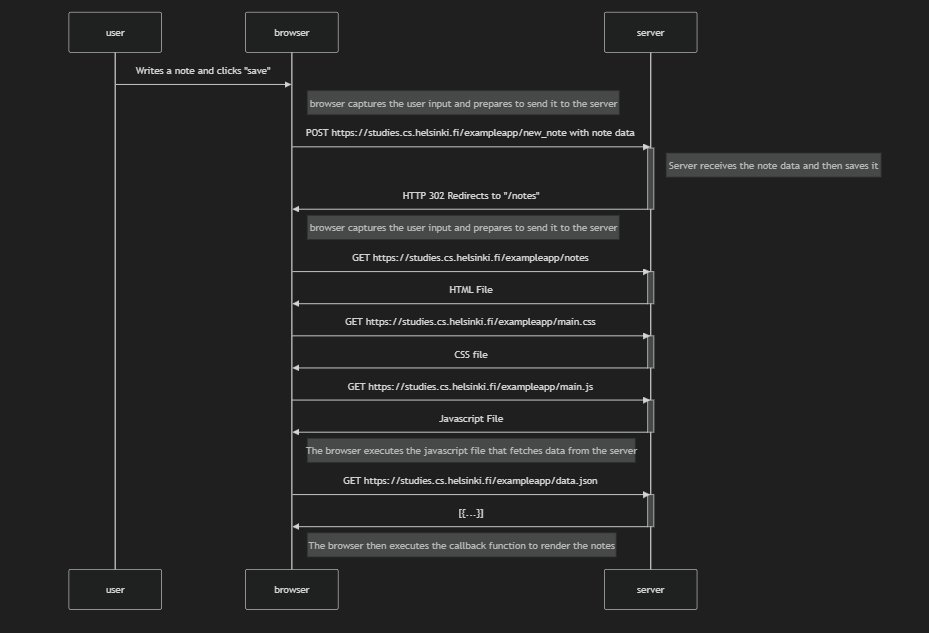 user browser server
Writes a note and clicks "save"
browser captures the user input and prepares to send it to the server
POST https://studies.cs.helsinki.fi/exampleapp/new_note with note data
Server receives the note data and then saves it
HTTP 302 Redirects to "/notes"
browser captures the user input and prepares to send it to the server
GET https://studies.cs.helsinki.fi/exampleapp/notes
HTML File
GET https://studies.cs.helsinki.fi/exampleapp/main.css
CSS file
GET https://studies.cs.helsinki.fi/exampleapp/main.js
Javascript File
The browser executes the javascript file that fetches data from the server
GET https://studies.cs.helsinki.fi/exampleapp/data.json
[{...}]
The browser then executes the callback function to render the notes
user browser server